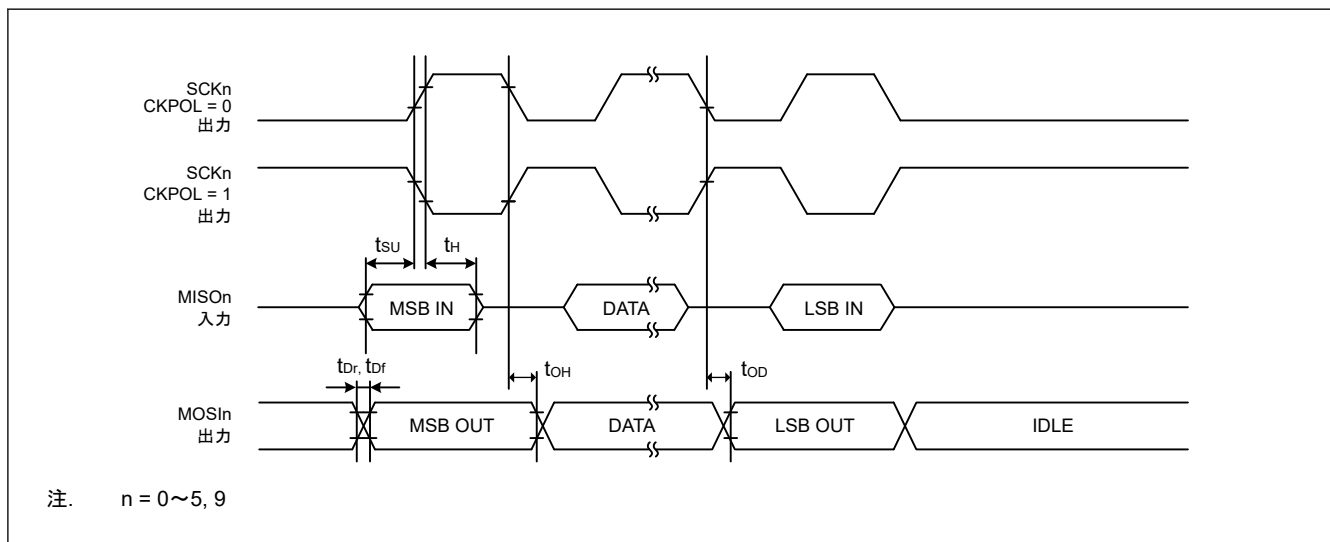 SCKn
CKPOL = 0
出力
SCKn
CKPOL = 1
出力
tSU
tH
MISOn
入力
MSB IN
DATA
LSB IN
tDr, tDf
tOH
tOD
MOSIn
出力
MSB OUT
DATA
LSB OUT
IDLE
注. n = 0～5, 9